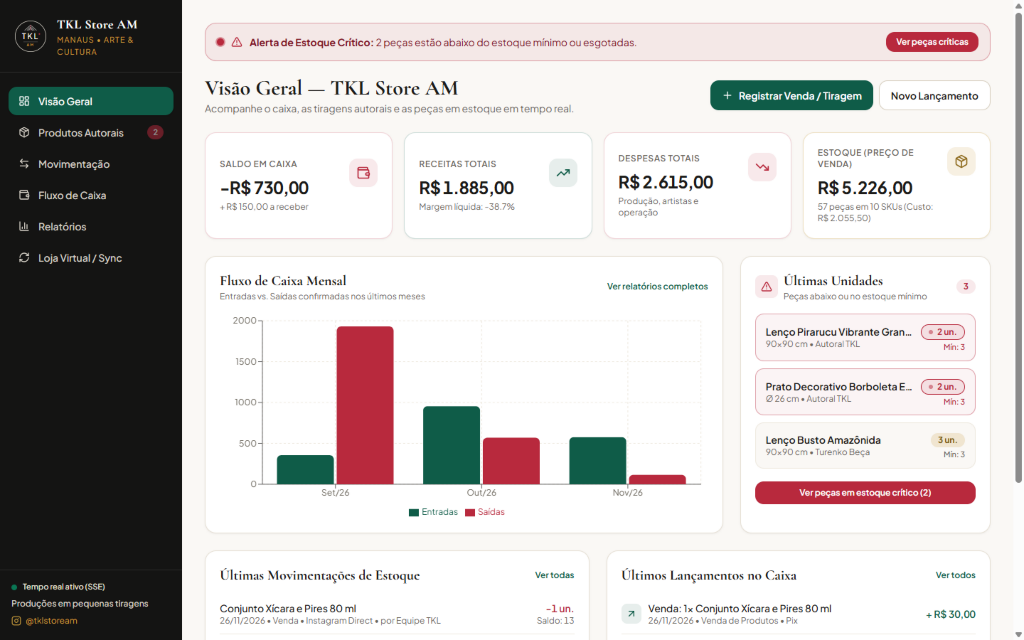 TKL
AM
TKL Store AM
MANAUS • ARTE &
CULTURA
Visão Geral
Produtos Autorais 2
Movimentação
Fluxo de Caixa
Relatórios
Loja Virtual / Sync
Tempo real ativo (SSE)
Produções em pequenas tiragens
@tklstoream
Alerta de Estoque Crítico: 2 peças estão abaixo do estoque mínimo ou esgotadas.
Ver peças críticas
Visão Geral — TKL Store AM
Acompanhe o caixa, as tiragens autorais e as peças em estoque em tempo real.
+ Registrar Venda / Tiragem
Novo Lançamento
SALDO EM CAIXA
-R$ 730,00
+ R$ 150,00 a receber
RECEITAS TOTAIS
R$ 1.885,00
Margem líquida: -38.7%
DESPESAS TOTAIS
R$ 2.615,00
Produção, artistas e
operação
ESTOQUE (PREÇO DE
VENDA)
R$ 5.226,00
57 peças em 10 SKUs (Custo:
R$ 2.055,50)
Fluxo de Caixa Mensal
Entradas vs. Saídas confirmadas nos últimos meses
Ver relatórios completos
2000
1500
1000
500
0
Set/26
Out/26
Nov/26
Entradas
Saídas
Últimas Unidades
Peças abaixo ou no estoque mínimo
3
Lenço Pirarucu Vibrante Gran...
2 un.
90×90 cm • Autoral TKL
Mín: 3
Prato Decorativo Borboleta E...
2 un.
Ø 26 cm • Autoral TKL
Mín: 3
Lenço Busto Amazônida
3 un.
90×90 cm • Turenko Beça
Mín: 3
Ver peças em estoque crítico (2)
Últimas Movimentações de Estoque
Ver todas
Conjunto Xícara e Pires 80 ml
-1 un.
26/11/2026 • Venda • Instagram Direct • por Equipe TKL
Saldo: 13
Últimos Lançamentos no Caixa
Ver todos
Venda: 1x Conjunto Xícara e Pires 80 ml
26/11/2026 • Venda de Produtos • Pix
+ R$ 30,00